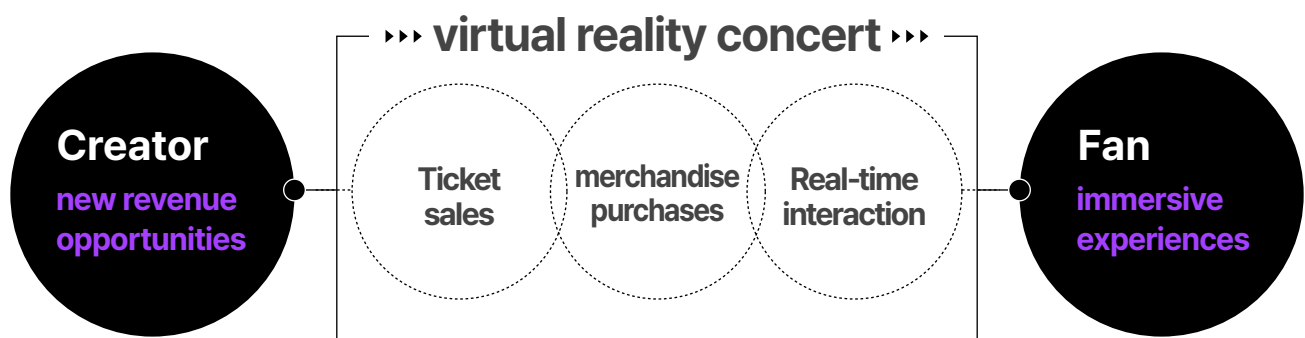 virtual reality concert
Creator
new revenue
opportunities
Ticket
sales
merchandise
purchases
Real-time
interaction
Fan
immersive
experiences